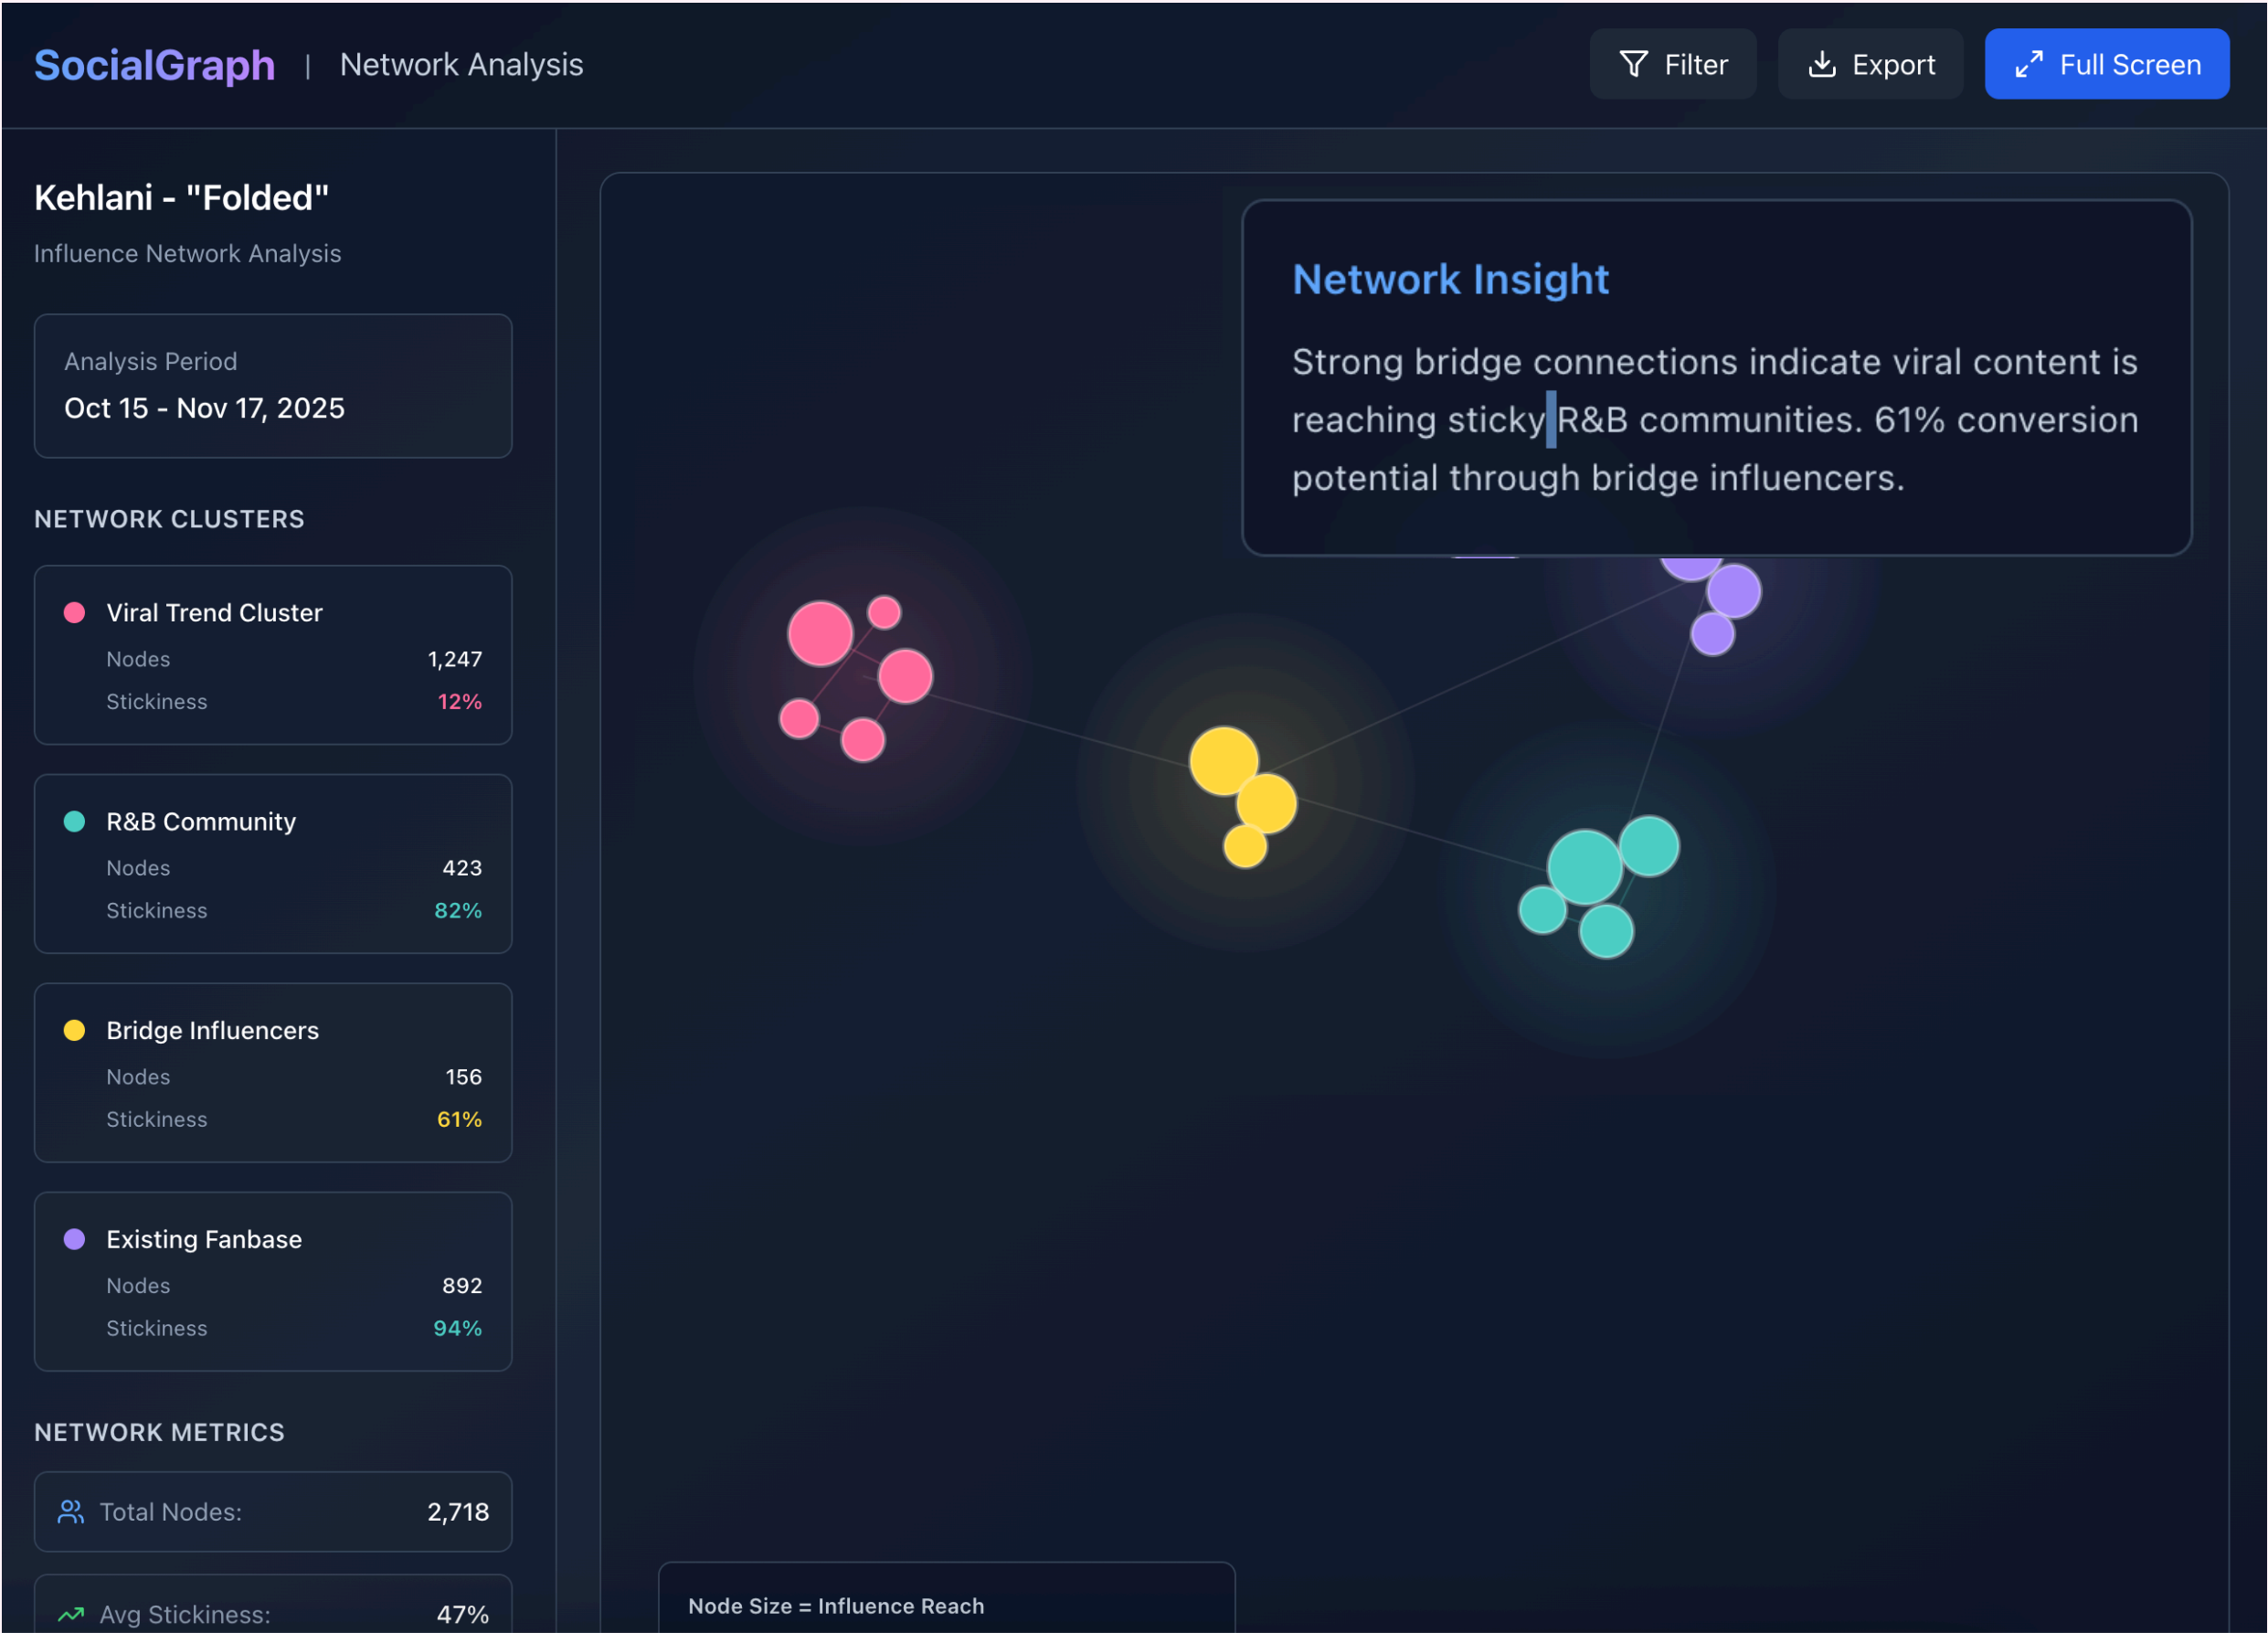 SocialGraph | Network Analysis
Filter
Export
Full Screen
Kehlani - "Folded"
Influence Network Analysis
Analysis Period
Oct 15 - Nov 17, 2025
NETWORK CLUSTERS
Viral Trend Cluster
Nodes 1,247
Stickiness 12%
R&B Community
Nodes 423
Stickiness 82%
Bridge Influencers
Nodes 156
Stickiness 61%
Existing Fanbase
Nodes 892
Stickiness 94%
NETWORK METRICS
Total Nodes: 2,718
Avg Stickiness: 47%
Network Insight
Strong bridge connections indicate viral content is
reaching sticky R&B communities. 61% conversion
potential through bridge influencers.
Node Size = Influence Reach